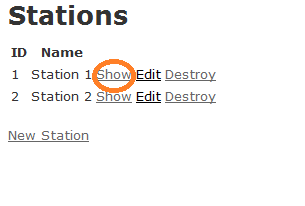 Stations
ID Name
1 Station 1 Show Edit Destroy
2 Station 2 Show Edit Destroy
New Station